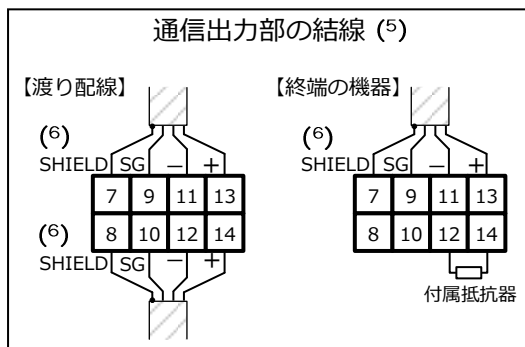 通信出力部の結線 (5)
【渡り配線】
(6)
SHIELD SG － ＋
7 9 11 13
8 10 12 14
(6)
SHIELD SG － ＋
【終端の機器】
(6)
SHIELD SG － ＋
7 9 11 13
8 10 12 14
付属抵抗器